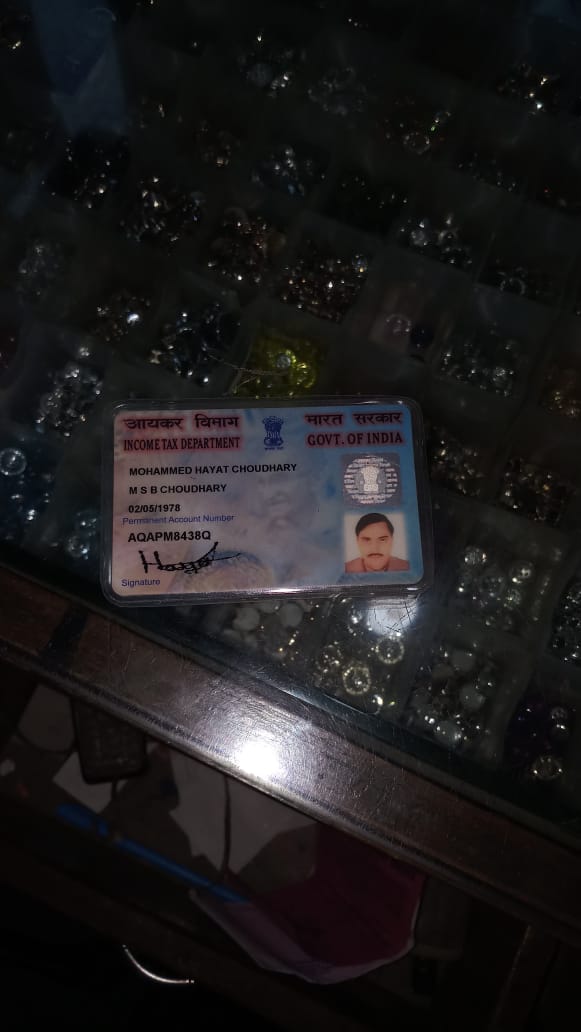 आयकर विभाग
INCOME TAX DEPARTMENT
भारत सरकार
GOVT. OF INDIA
MOHAMMED HAYAT CHOUDHARY
M S B CHOUDHARY
02/05/1978
Permanent Account Number
AQAPM8438Q
Signature